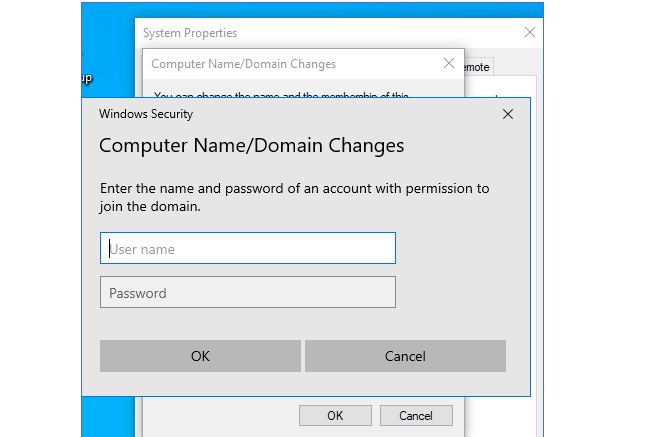 System Properties
Computer Name/Domain Changes
emote
up
You can change the name and the membership of this
Windows Security
Computer Name/Domain Changes
Enter the name and password of an account with permission to
join the domain.
User name
Password
OK
Cancel
OK
Cancel